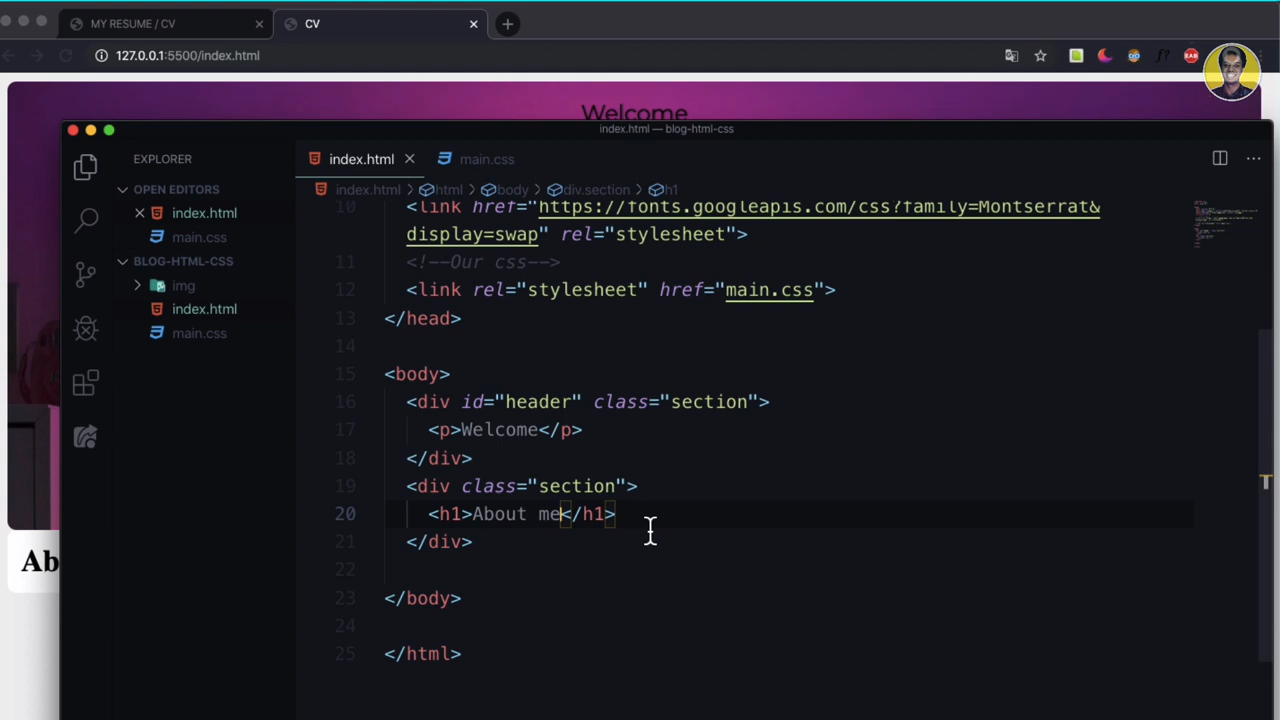 MY RESUME / CV
CV
127.0.0.1:5500/index.html
Welcome
index.html — blog-html-css
EXPLORER
index.html
main.css
OPEN EDITORS
index.html > html > body > div.section > h1
index.html
main.css
BLOG-HTML-CSS
img
index.html
main.css
10 <link href="https://fonts.googleapis.com/css?family=Montserrat&
display=swap" rel="stylesheet">
11 <!--Our css-->
12 <link rel="stylesheet" href="main.css">
13 </head>
14
15 <body>
16 <div id="header" class="section">
17 <p>Welcome</p>
18 </div>
19 <div class="section">
20 <h1>About me</h1>
21 </div>
22
23 </body>
24
25 </html>
Ab